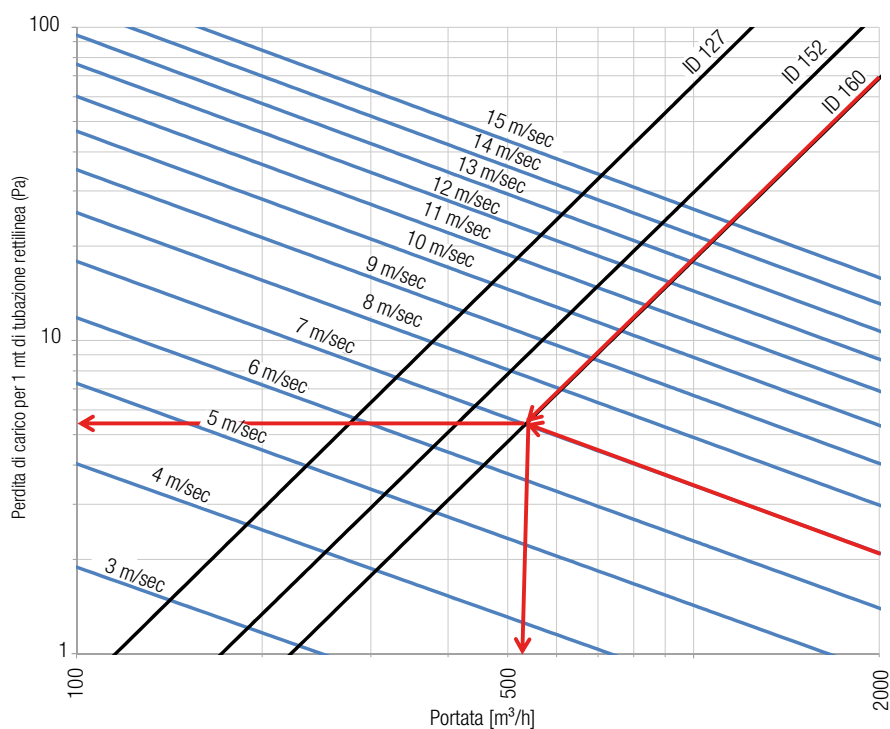 100
ID 127
ID 152
ID 160
15 m/sec
14 m/sec
13 m/sec
12 m/sec
11 m/sec
10 m/sec
9 m/sec
8 m/sec
7 m/sec
6 m/sec
5 m/sec
4 m/sec
3 m/sec
10
1
Perdita di carico per 1 mt di tubazione rettilinea (Pa)
100
500
2000
Portata [m³/h]